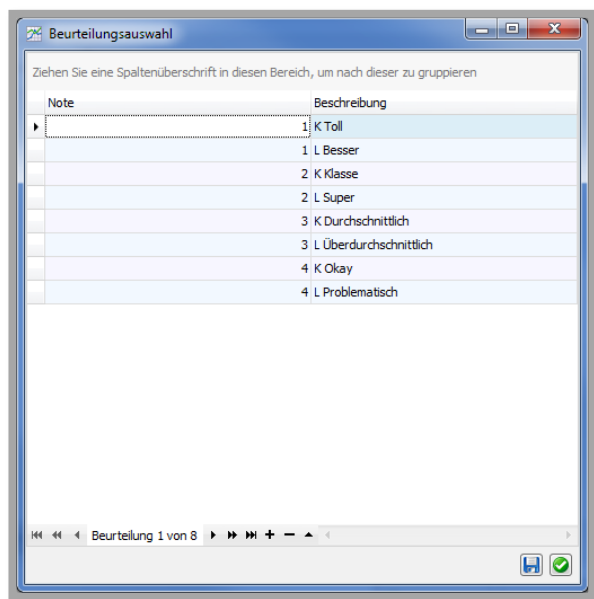 Beurteilungsauswahl
Ziehen Sie eine Spaltenüberschrift in diesen Bereich, um nach dieser zu gruppieren
Note Beschreibung
1 K Toll
1 L Besser
2 K Klasse
2 L Super
3 K Durchschnittlich
3 L Überdurchschnittlich
4 K Okay
4 L Problematisch
Beurteilung 1 von 8